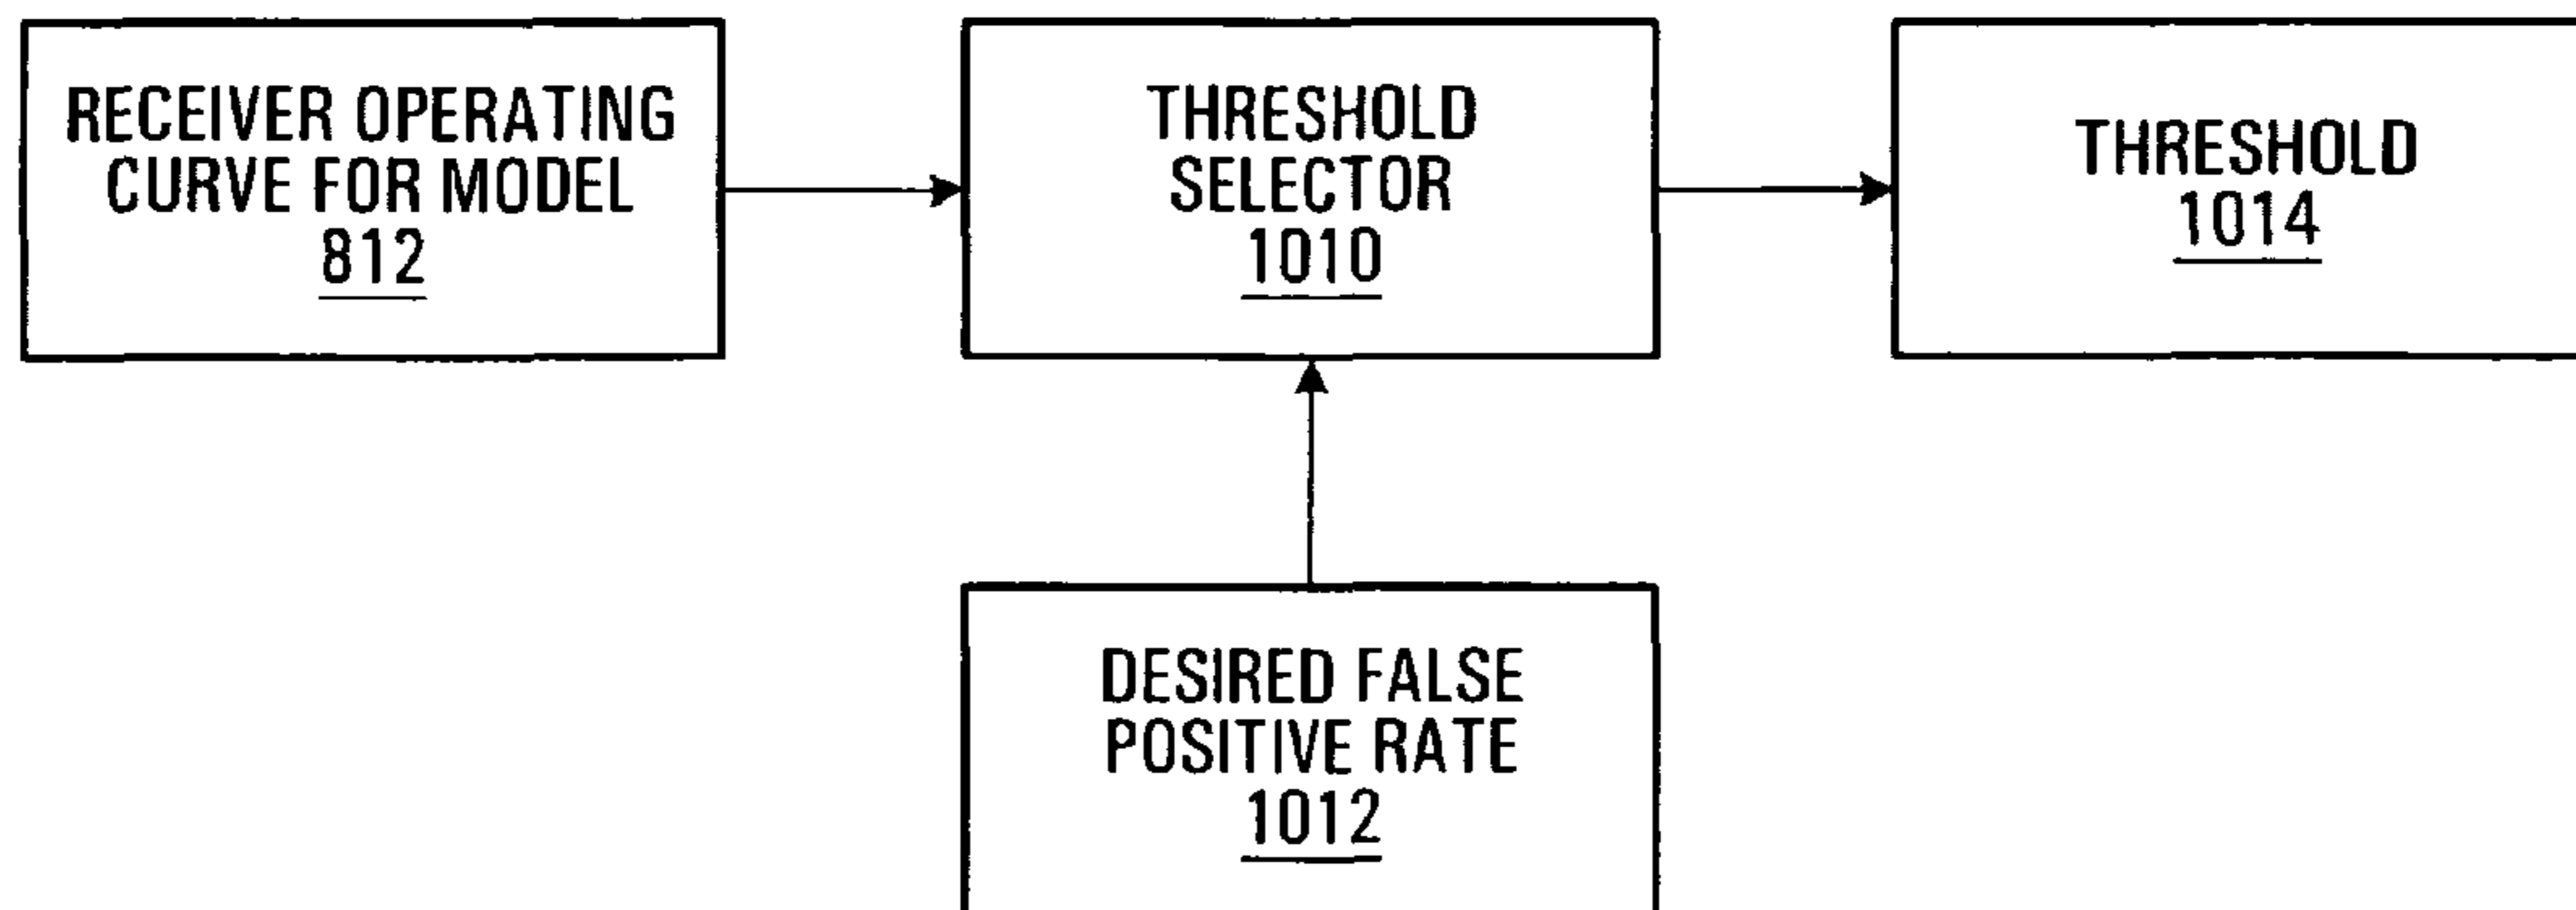 RECEIVER OPERATING
CURVE FOR MODEL
812
THRESHOLD
SELECTOR
1010
THRESHOLD
1014
DESIRED FALSE
POSITIVE RATE
1012